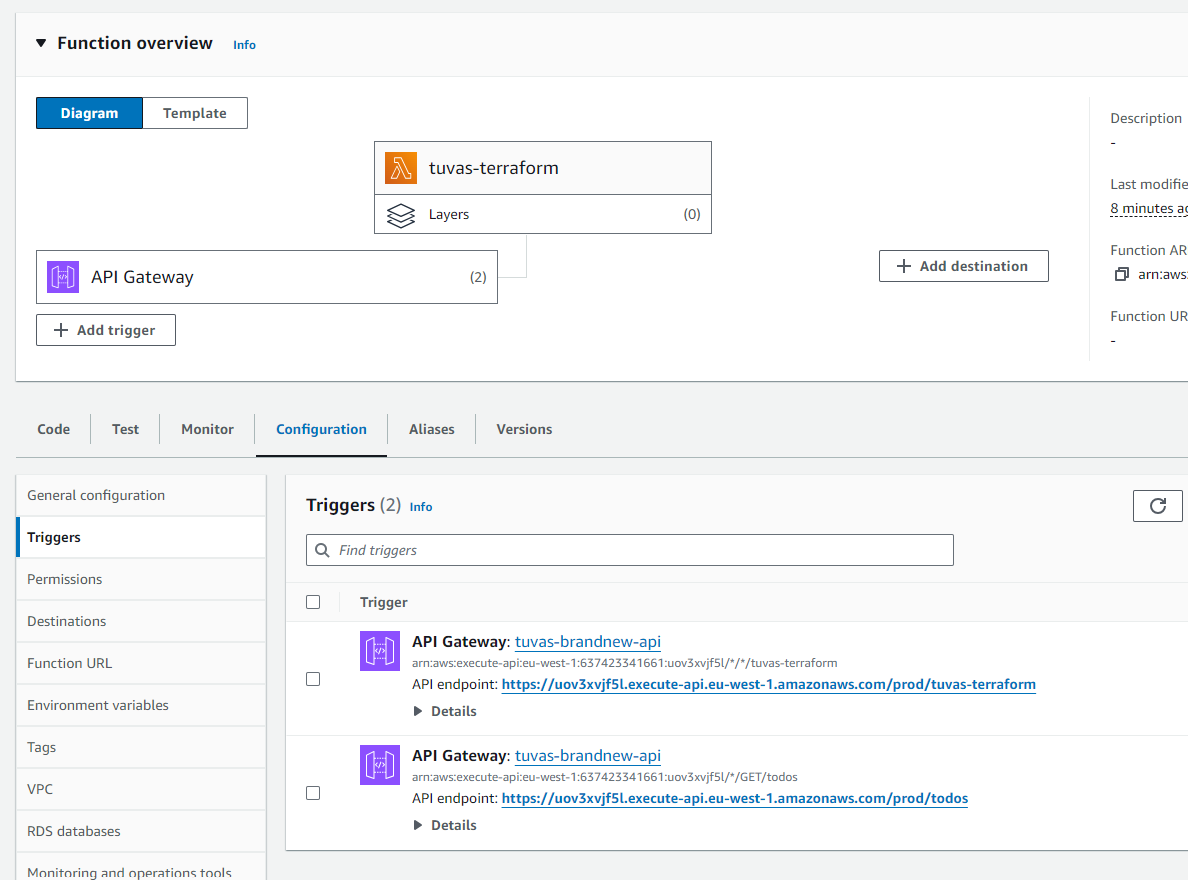 Function overview Info
Diagram Template
tuvas-terraform
Layers (0)
API Gateway (2)
Add trigger
Add destination
Description
-
Last modifie
8 minutes a
Function AR
arn:aws:
Function UR
-
Code Test Monitor Configuration Aliases Versions
General configuration
Triggers
Permissions
Destinations
Function URL
Environment variables
Tags
VPC
RDS databases
Monitoring and operations tools
Triggers (2) Info
Find triggers
Trigger
API Gateway: tuvas-brandnew-api
arn:aws:execute-api:eu-west-1:637423341661:uov3xvjf5l/*/*/tuvas-terraform
API endpoint: https://uov3xvjf5l.execute-api.eu-west-1.amazonaws.com/prod/tuvas-terraform
Details
API Gateway: tuvas-brandnew-api
arn:aws:execute-api:eu-west-1:637423341661:uov3xvjf5l/*/GET/todos
API endpoint: https://uov3xvjf5l.execute-api.eu-west-1.amazonaws.com/prod/todos
Details